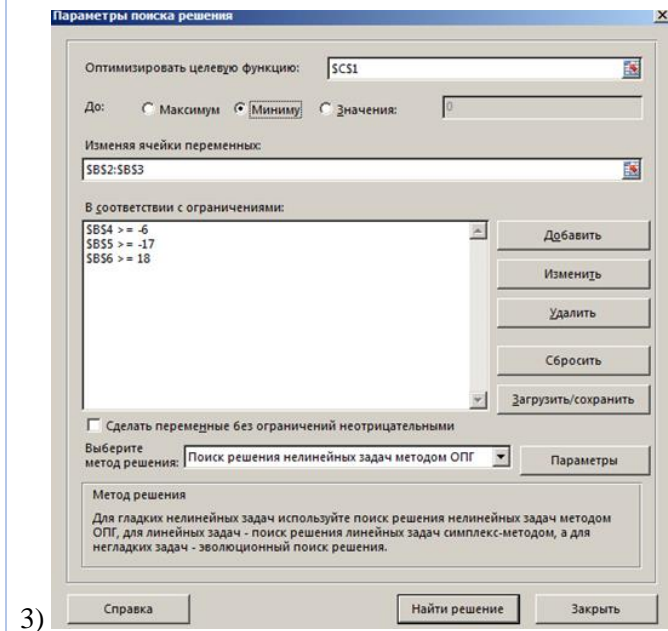 Параметры поиска решения
Оптимизировать целевую функцию: $C$1
До: Максимум Миниму Значения: 0
Изменяя ячейки переменных:
$B$2:$B$3
В соответствии с ограничениями:
$B$4 >= -6
$B$5 >= -17
$B$6 >= 18
Добавить
Изменить
Удалить
Сбросить
Загрузить/сохранить
Сделать переменные без ограничений неотрицательными
Выберите
метод решения: Поиск решения нелинейных задач методом ОПГ Параметры
Метод решения
Для гладких нелинейных задач используйте поиск решения нелинейных задач методом
ОПГ, для линейных задач - поиск решения линейных задач симплекс-методом, а для
негладких задач - эволюционный поиск решения.
3) Справка Найти решение Закрыть